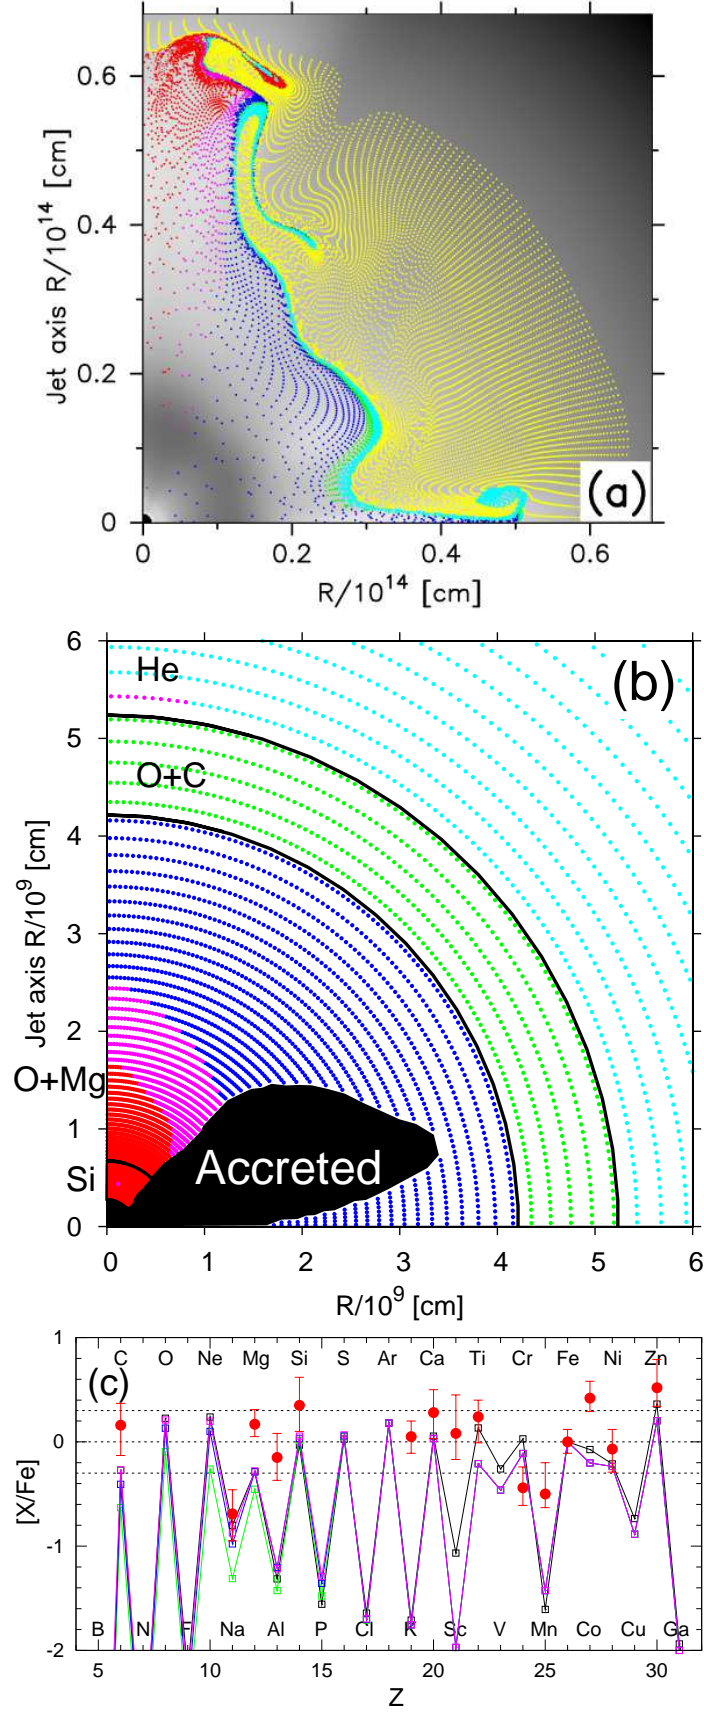 Jet axis R/10^14 [cm]
0.6
0.4
0.2
0
(a)
0 0.2 0.4 0.6
R/10^14 [cm]
6
5
4
3
2
1
0
Jet axis R/10^9 [cm]
He
(b)
O+C
O+Mg
Si
Accreted
0 1 2 3 4 5 6
R/10^9 [cm]
1
0
-1
-2
[X/Fe]
C O Ne Mg Si S Ar Ca Ti Cr Fe Ni Zn
(c)
B N F Na Al P Cl K Sc V Mn Co Cu Ga
5 10 15 20 25 30
Z